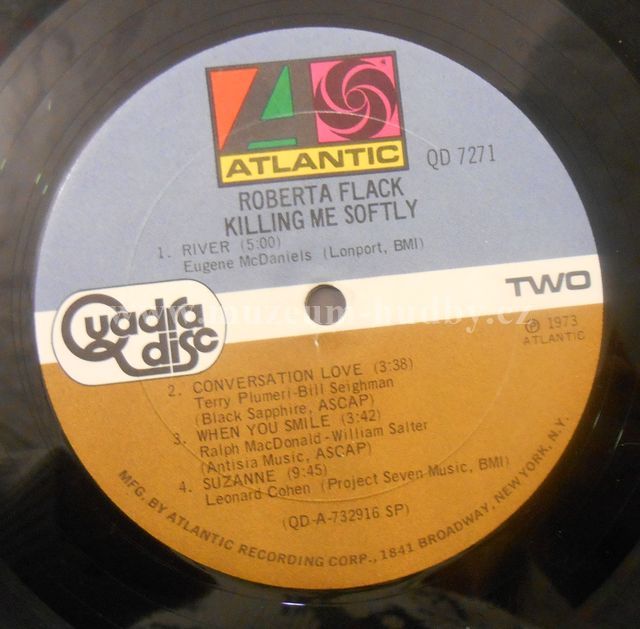 ATLANTIC
QD 7271
ROBERTA FLACK
KILLING ME SOFTLY
1. RIVER (5:00)
Eugene McDaniels (Lonport, BMI)
Quadra disc
TWO
www.muzeum-hudby.cz
℗ 1973
ATLANTIC
2. CONVERSATION LOVE (3:38)
Terry Plumeri-Bill Seighman
(Black Sapphire, ASCAP)
3. WHEN YOU SMILE (3:42)
Ralph MacDonald-William Salter
(Antisia Music, ASCAP)
4. SUZANNE (9:45)
Leonard Cohen (Project Seven Music, BMI)
(QD-A-732916 SP)
MFG. BY ATLANTIC RECORDING CORP., 1841 BROADWAY, NEW YORK, N.Y.